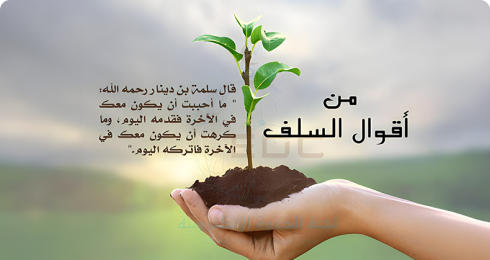 من
أقوال السلف
قال سلمة بن دينار رحمه الله:
" ما أحببت أن يكون معك
في الآخرة فقدمه اليوم، وما
كرهت أن يكون معك في
الآخرة فاتركه اليوم."